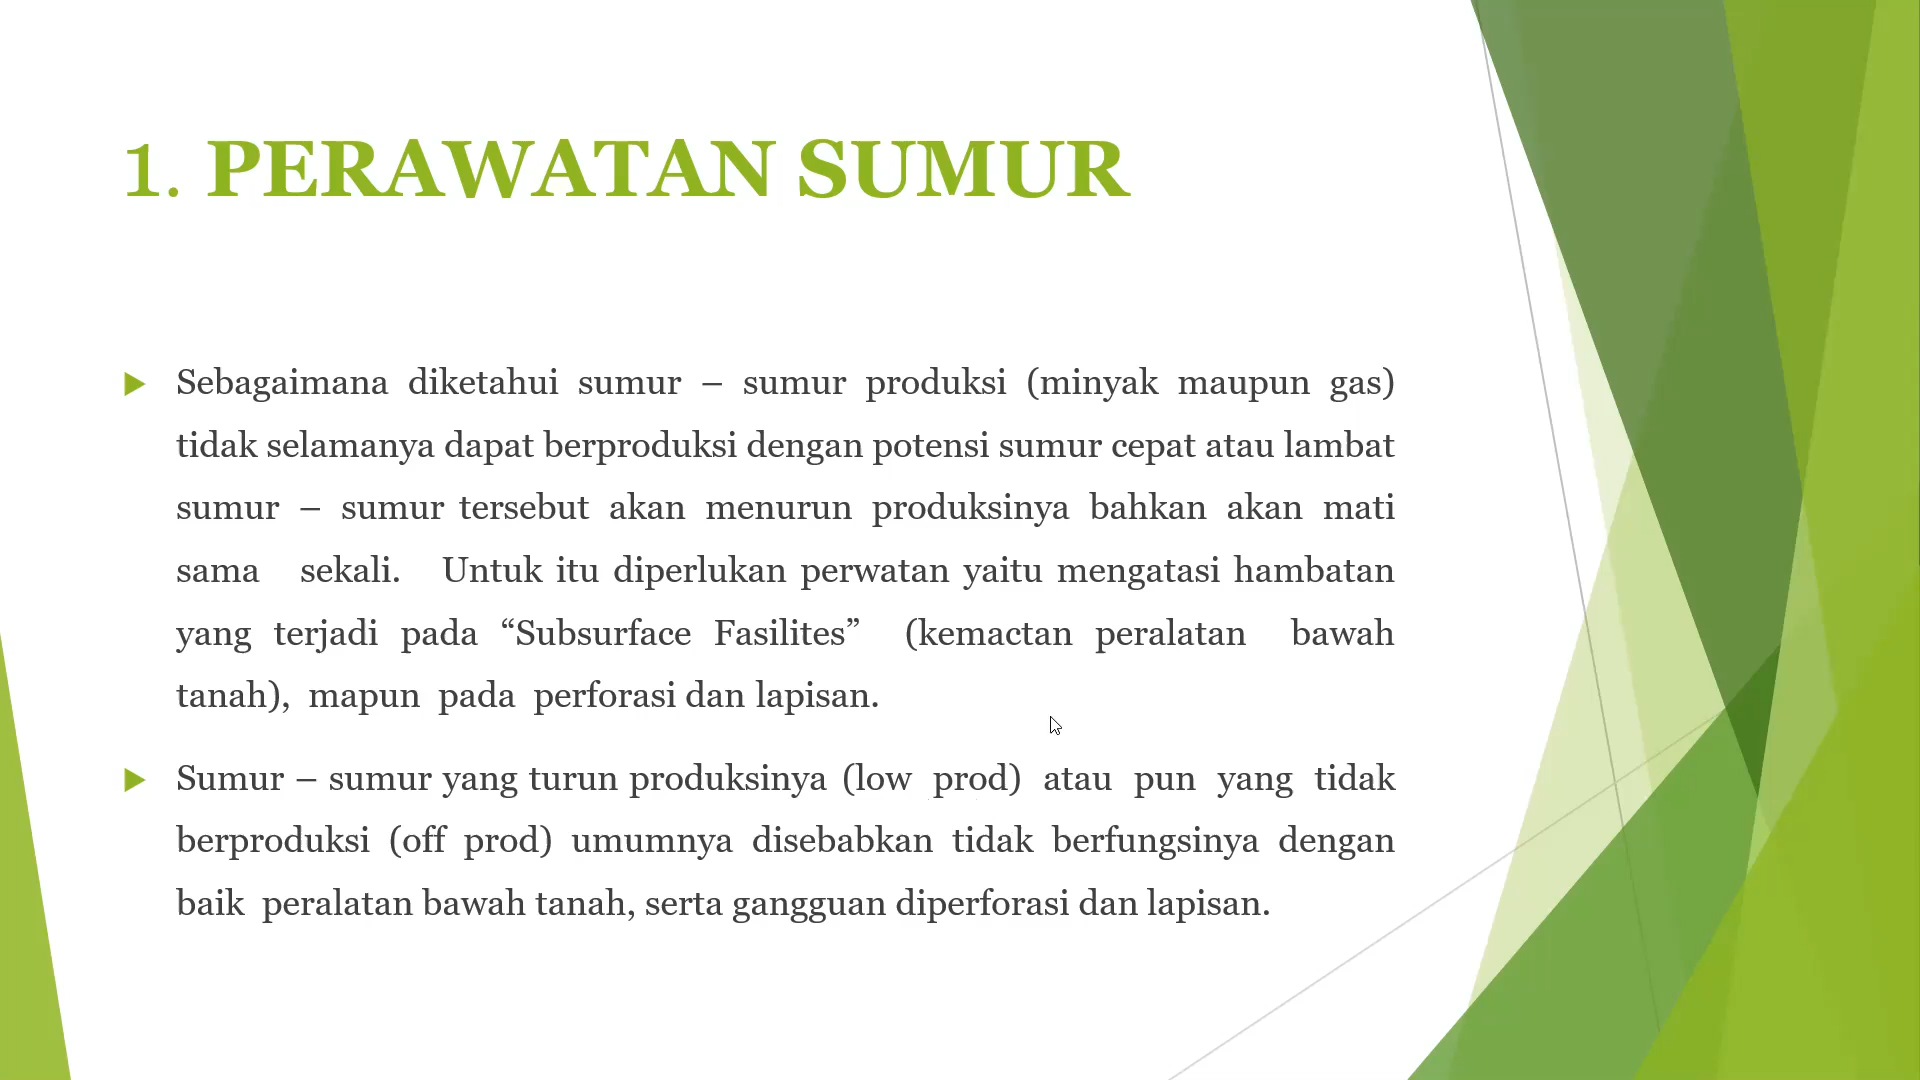 1. PERAWATAN SUMUR
Sebagaimana diketahui sumur – sumur produksi (minyak maupun gas)
tidak selamanya dapat berproduksi dengan potensi sumur cepat atau lambat
sumur – sumur tersebut akan menurun produksinya bahkan akan mati
sama sekali. Untuk itu diperlukan perwatan yaitu mengatasi hambatan
yang terjadi pada “Subsurface Fasilites” (kemactan peralatan bawah
tanah), mapun pada perforasi dan lapisan.
Sumur – sumur yang turun produksinya (low prod) atau pun yang tidak
berproduksi (off prod) umumnya disebabkan tidak berfungsinya dengan
baik peralatan bawah tanah, serta gangguan diperforasi dan lapisan.